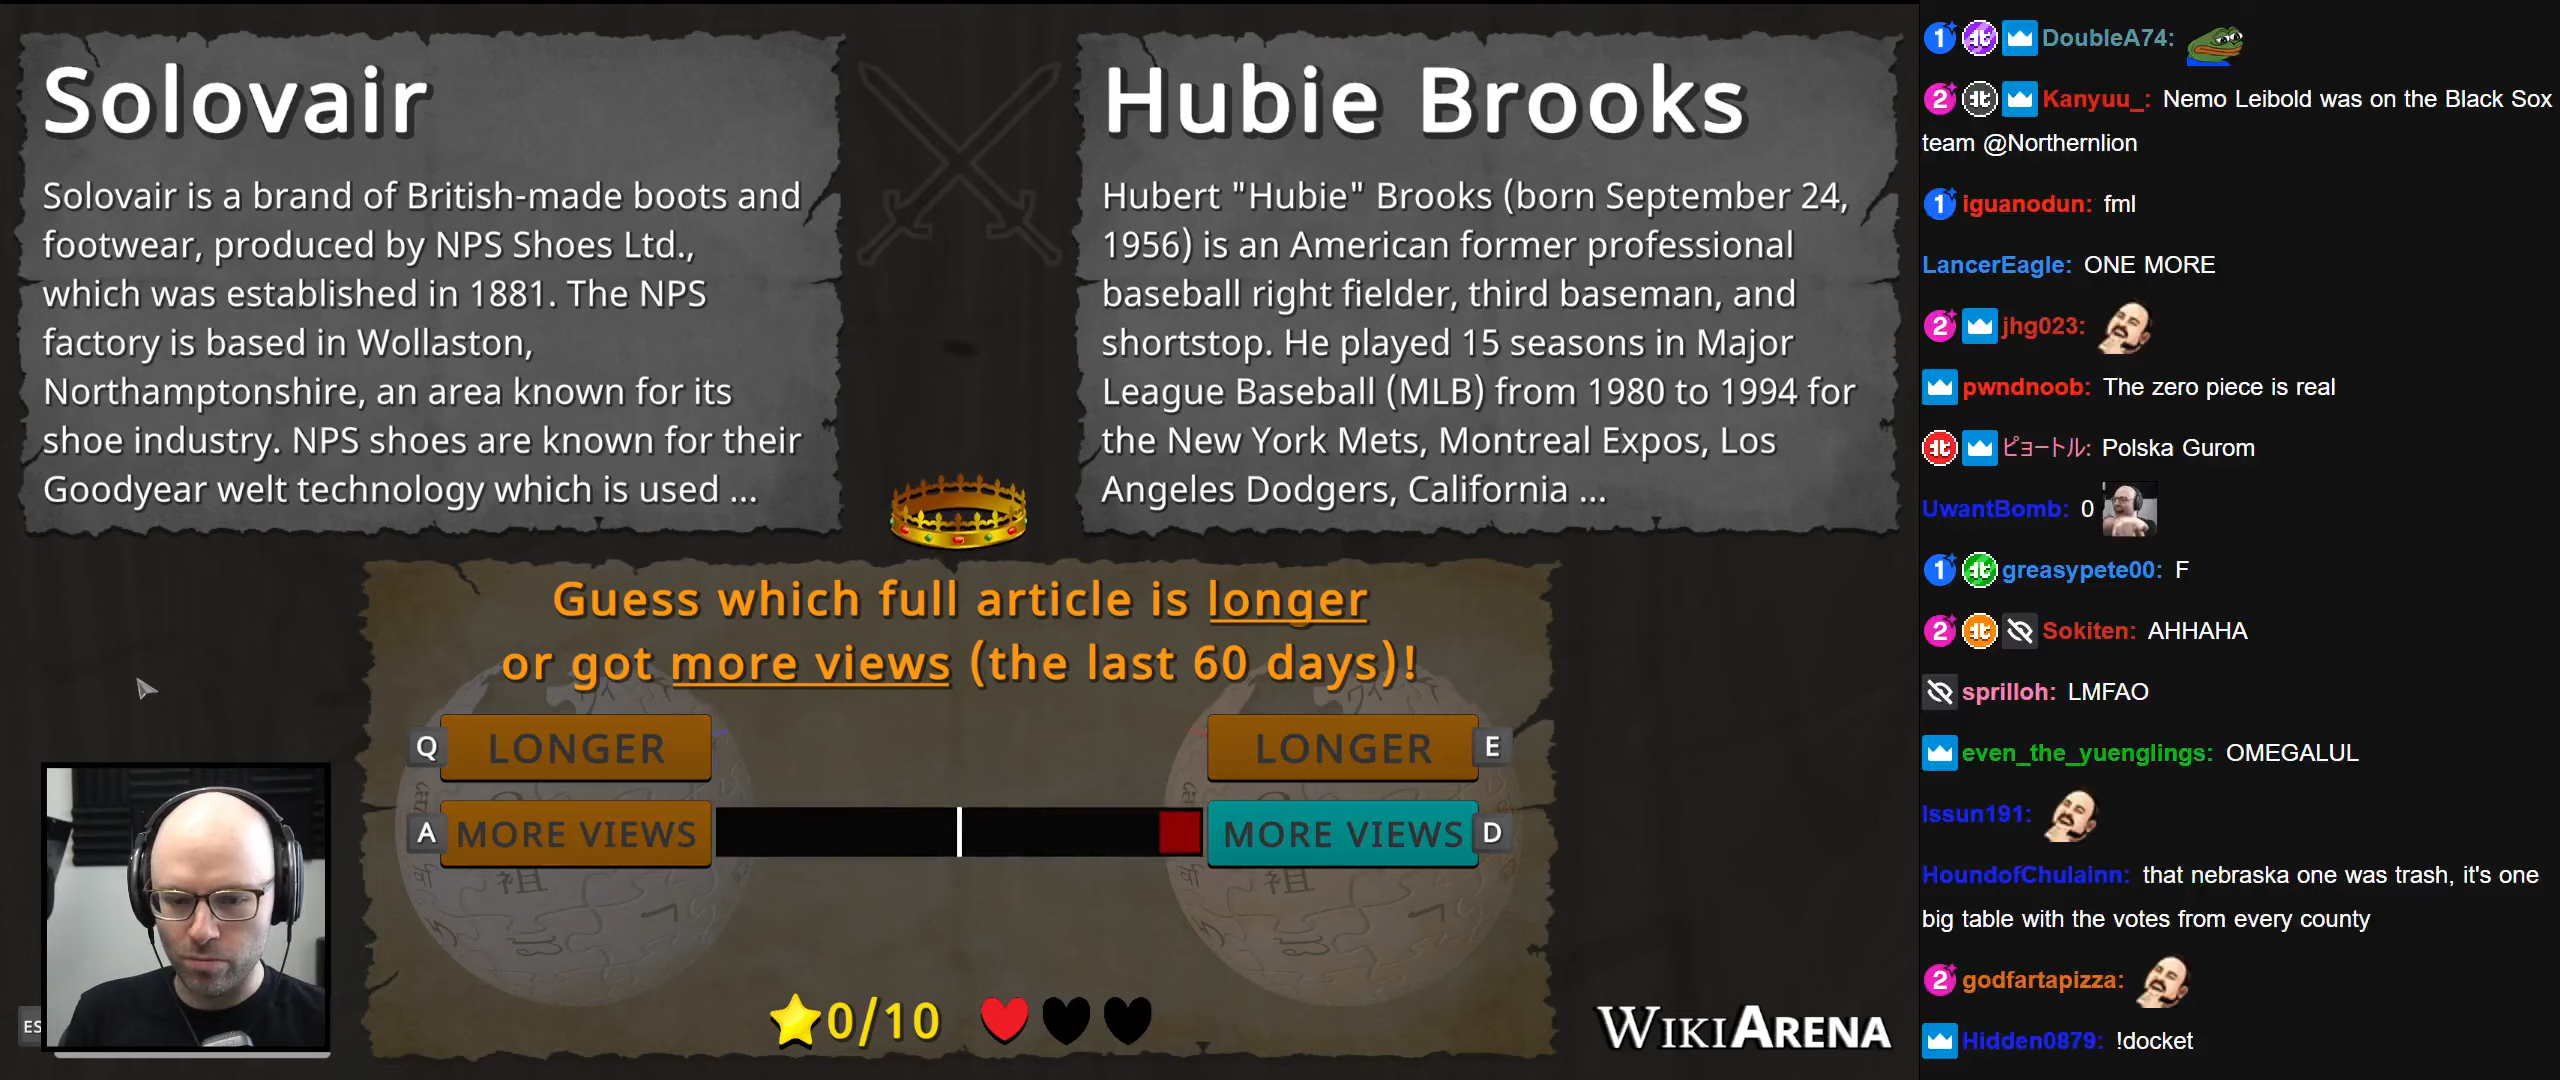 Solovair
Solovair is a brand of British-made boots and
footwear, produced by NPS Shoes Ltd.,
which was established in 1881. The NPS
factory is based in Wollaston,
Northamptonshire, an area known for its
shoe industry. NPS shoes are known for their
Goodyear welt technology which is used ...
Hubie Brooks
Hubert "Hubie" Brooks (born September 24,
1956) is an American former professional
baseball right fielder, third baseman, and
shortstop. He played 15 seasons in Major
League Baseball (MLB) from 1980 to 1994 for
the New York Mets, Montreal Expos, Los
Angeles Dodgers, California ...
Guess which full article is longer
or got more views (the last 60 days)!
Q LONGER
LONGER E
A MORE VIEWS
MORE VIEWS D
0/10
WIKIARENA
ES
DoubleA74:
Kanyuu_: Nemo Leibold was on the Black Sox
team @Northernlion
iguanodun: fml
LancerEagle: ONE MORE
jhg023:
pwndnoob: The zero piece is real
ピョートル: Polska Gurom
UwantBomb: 0
greasypete00: F
Sokiten: AHHAHA
sprilloh: LMFAO
even_the_yuenglings: OMEGALUL
Issun191:
HoundofChulainn: that nebraska one was trash, it's one
big table with the votes from every county
godfartapizza:
Hidden0879: !docket